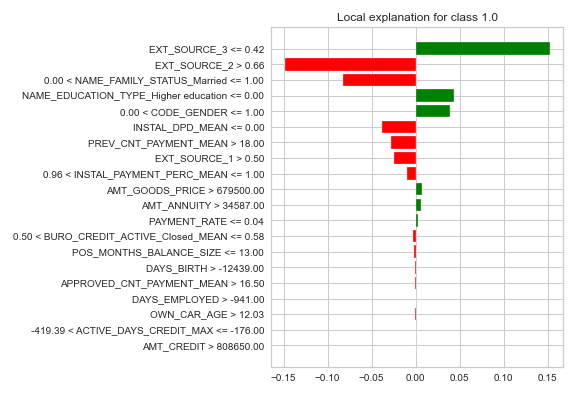 Local explanation for class 1.0
EXT_SOURCE_3 <= 0.42
EXT_SOURCE_2 > 0.66
0.00 < NAME_FAMILY_STATUS_Married <= 1.00
NAME_EDUCATION_TYPE_Higher education <= 0.00
0.00 < CODE_GENDER <= 1.00
INSTAL_DPD_MEAN <= 0.00
PREV_CNT_PAYMENT_MEAN > 18.00
EXT_SOURCE_1 > 0.50
0.96 < INSTAL_PAYMENT_PERC_MEAN <= 1.00
AMT_GOODS_PRICE > 679500.00
AMT_ANNUITY > 34587.00
PAYMENT_RATE <= 0.04
0.50 < BURO_CREDIT_ACTIVE_Closed_MEAN <= 0.58
POS_MONTHS_BALANCE_SIZE <= 13.00
DAYS_BIRTH > -12439.00
APPROVED_CNT_PAYMENT_MEAN > 16.50
DAYS_EMPLOYED > -941.00
OWN_CAR_AGE > 12.03
-419.39 < ACTIVE_DAYS_CREDIT_MAX <= -176.00
AMT_CREDIT > 808650.00
−0.15 −0.10 −0.05 0.00 0.05 0.10 0.15